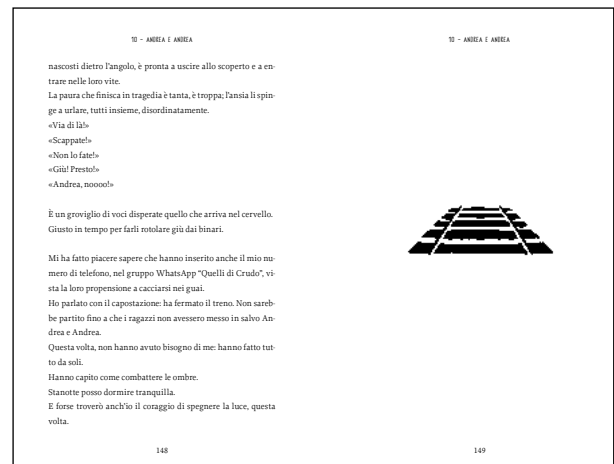 10 - ANDREA E ANDREA
nascosti dietro l'angolo, è pronta a uscire allo scoperto e a en-
trare nelle loro vite.
La paura che finisca in tragedia è tanta, è troppa; l'ansia li spin-
ge a urlare, tutti insieme, disordinatamente.
«Via di là!»
«Scappate!»
«Non lo fate!»
«Giù! Presto!»
«Andrea, noooo!»
È un groviglio di voci disperate quello che arriva nel cervello.
Giusto in tempo per farli rotolare giù dai binari.
Mi ha fatto piacere sapere che hanno inserito anche il mio nu-
mero di telefono, nel gruppo WhatsApp “Quelli di Crudo”, vi-
sta la loro propensione a cacciarsi nei guai.
Ho parlato con il capostazione: ha fermato il treno. Non sareb-
be partito fino a che i ragazzi non avessero messo in salvo An-
drea e Andrea.
Questa volta, non hanno avuto bisogno di me: hanno fatto tut-
to da soli.
Hanno capito come combattere le ombre.
Stanotte posso dormire tranquilla.
E forse troverò anch'io il coraggio di spegnere la luce, questa
volta.
148
10 - ANDREA E ANDREA
149